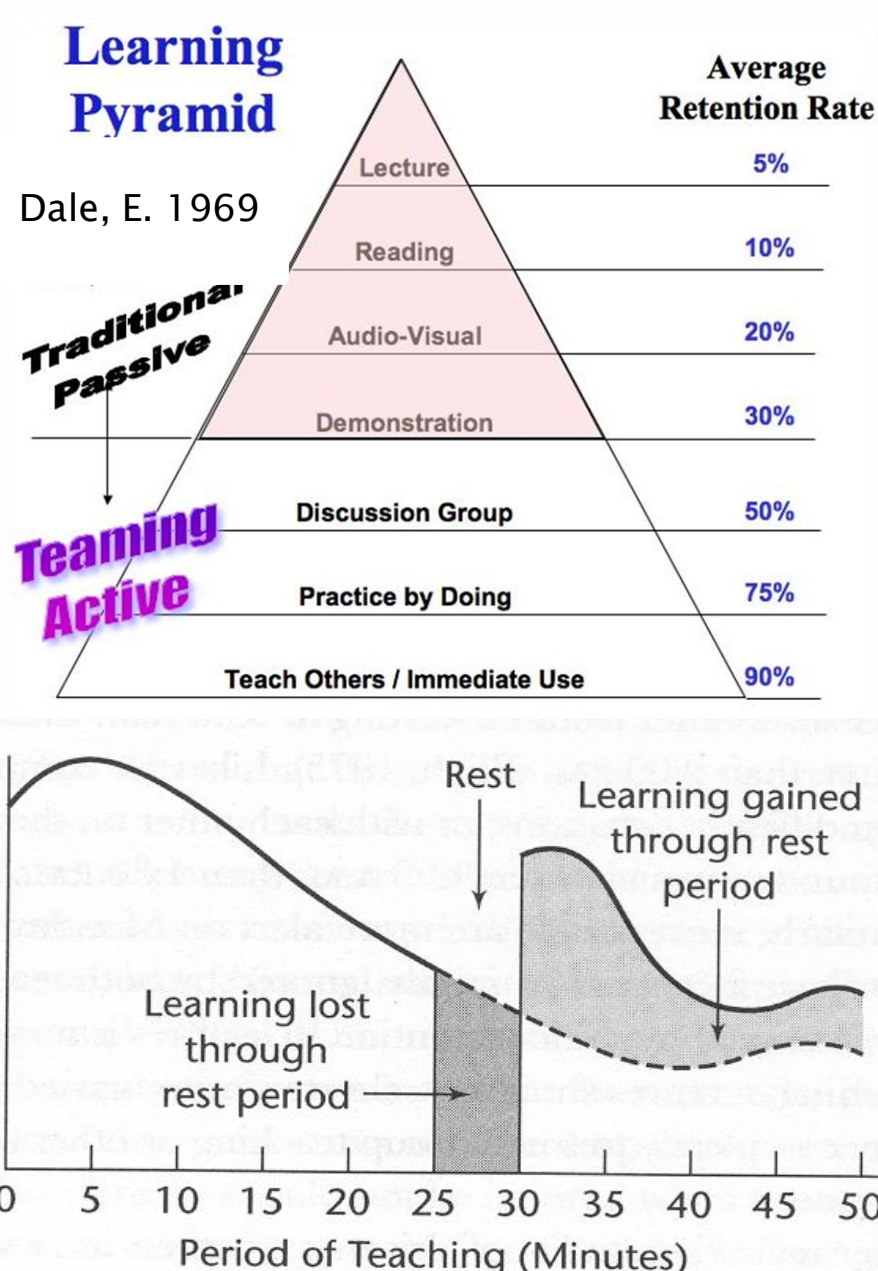 Learning
Pyramid
Dale, E. 1969
Average
Retention Rate
Lecture
5%
Reading
10%
Audio-Visual
20%
Demonstration
30%
Traditional
Passive
Discussion Group
50%
Teaming
Active
Practice by Doing
75%
Teach Others / Immediate Use
90%
Rest
Learning gained
through rest
period
Learning lost
through
rest period
0 5 10 15 20 25 30 35 40 45 50
Period of Teaching (Minutes)